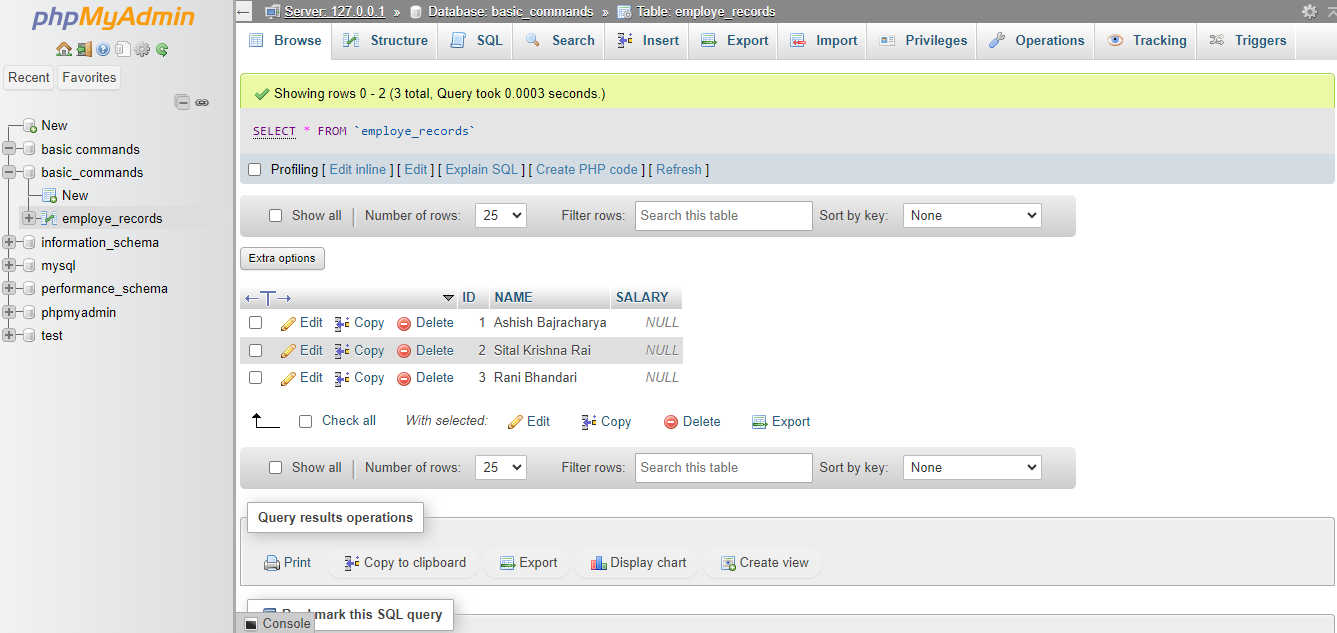 phpMyAdmin
Recent Favorites
New
basic commands
basic_commands
New
employe_records
information_schema
mysql
performance_schema
phpmyadmin
test
Server: 127.0.0.1 » Database: basic_commands » Table: employe_records
Browse Structure SQL Search Insert Export Import Privileges Operations Tracking Triggers
Showing rows 0 - 2 (3 total, Query took 0.0003 seconds.)
SELECT * FROM `employe_records`
Profiling [ Edit inline ] [ Edit ] [ Explain SQL ] [ Create PHP code ] [ Refresh ]
Show all | Number of rows: 25 Filter rows: Search this table Sort by key: None
Extra options
←T→ ID NAME SALARY
Edit Copy Delete 1 Ashish Bajracharya NULL
Edit Copy Delete 2 Sital Krishna Rai NULL
Edit Copy Delete 3 Rani Bhandari NULL
Check all With selected: Edit Copy Delete Export
Show all | Number of rows: 25 Filter rows: Search this table Sort by key: None
Query results operations
Print Copy to clipboard Export Display chart Create view
this SQL query
Console